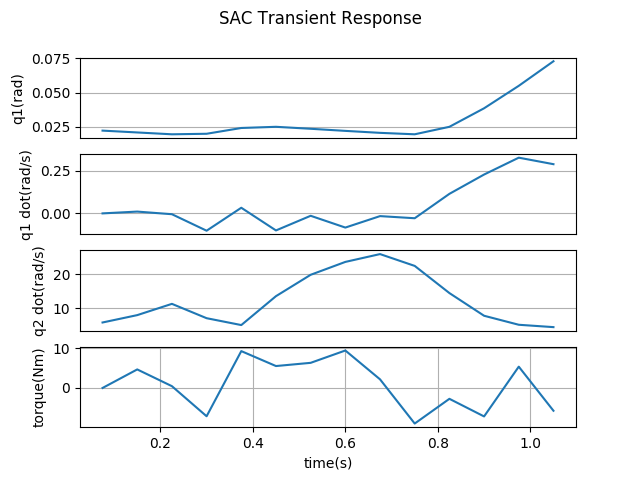 SAC Transient Response
0.075
0.050
0.025
q1(rad)
0.25
0.00
q1 dot(rad/s)
20
10
q2 dot(rad/s)
10
0
torque(Nm)
0.2 0.4 0.6 0.8 1.0
time(s)